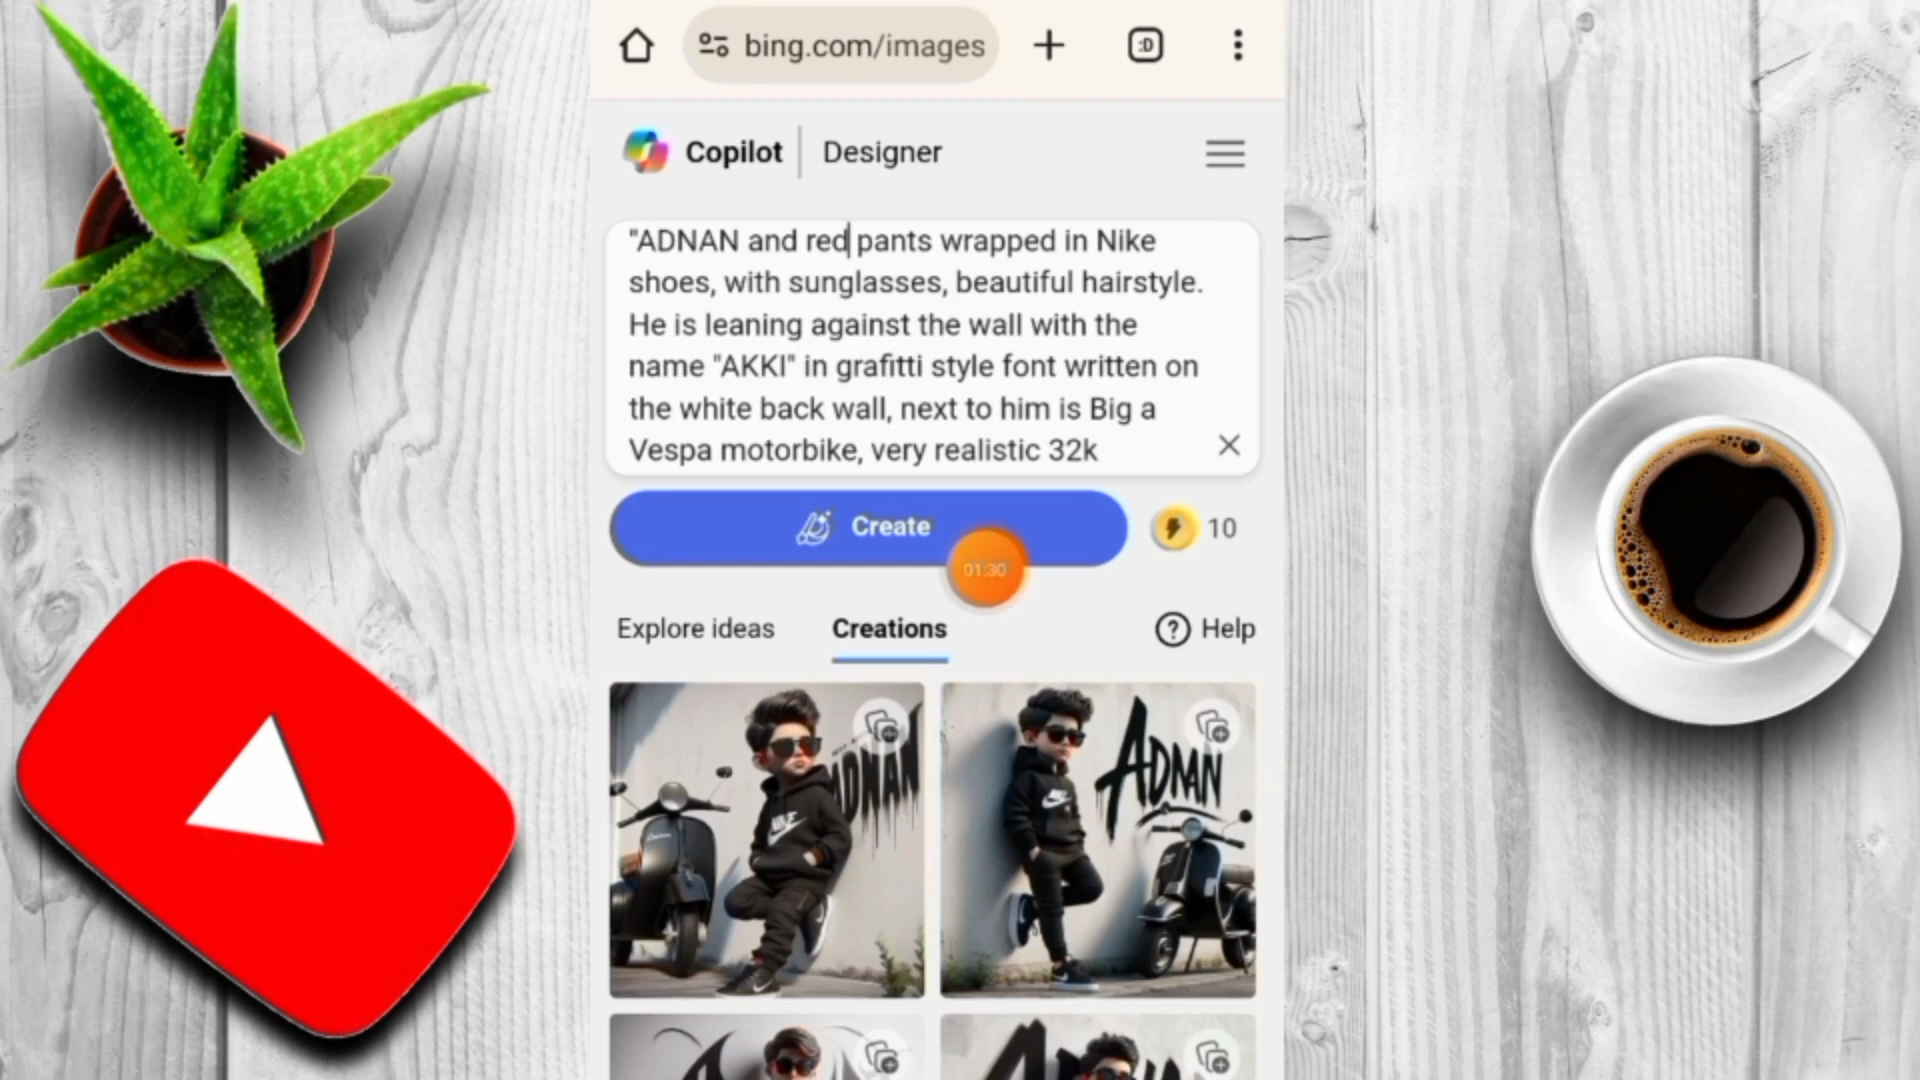 :D
bing.com/images
Copilot | Designer
"ADNAN and red pants wrapped in Nike
shoes, with sunglasses, beautiful hairstyle.
He is leaning against the wall with the
name "AKKI" in grafitti style font written on
the white back wall, next to him is Big a
Vespa motorbike, very realistic 32k
Create
10
01:30
Explore ideas
Creations
? Help
ADNAN
NIKE
ADNAN